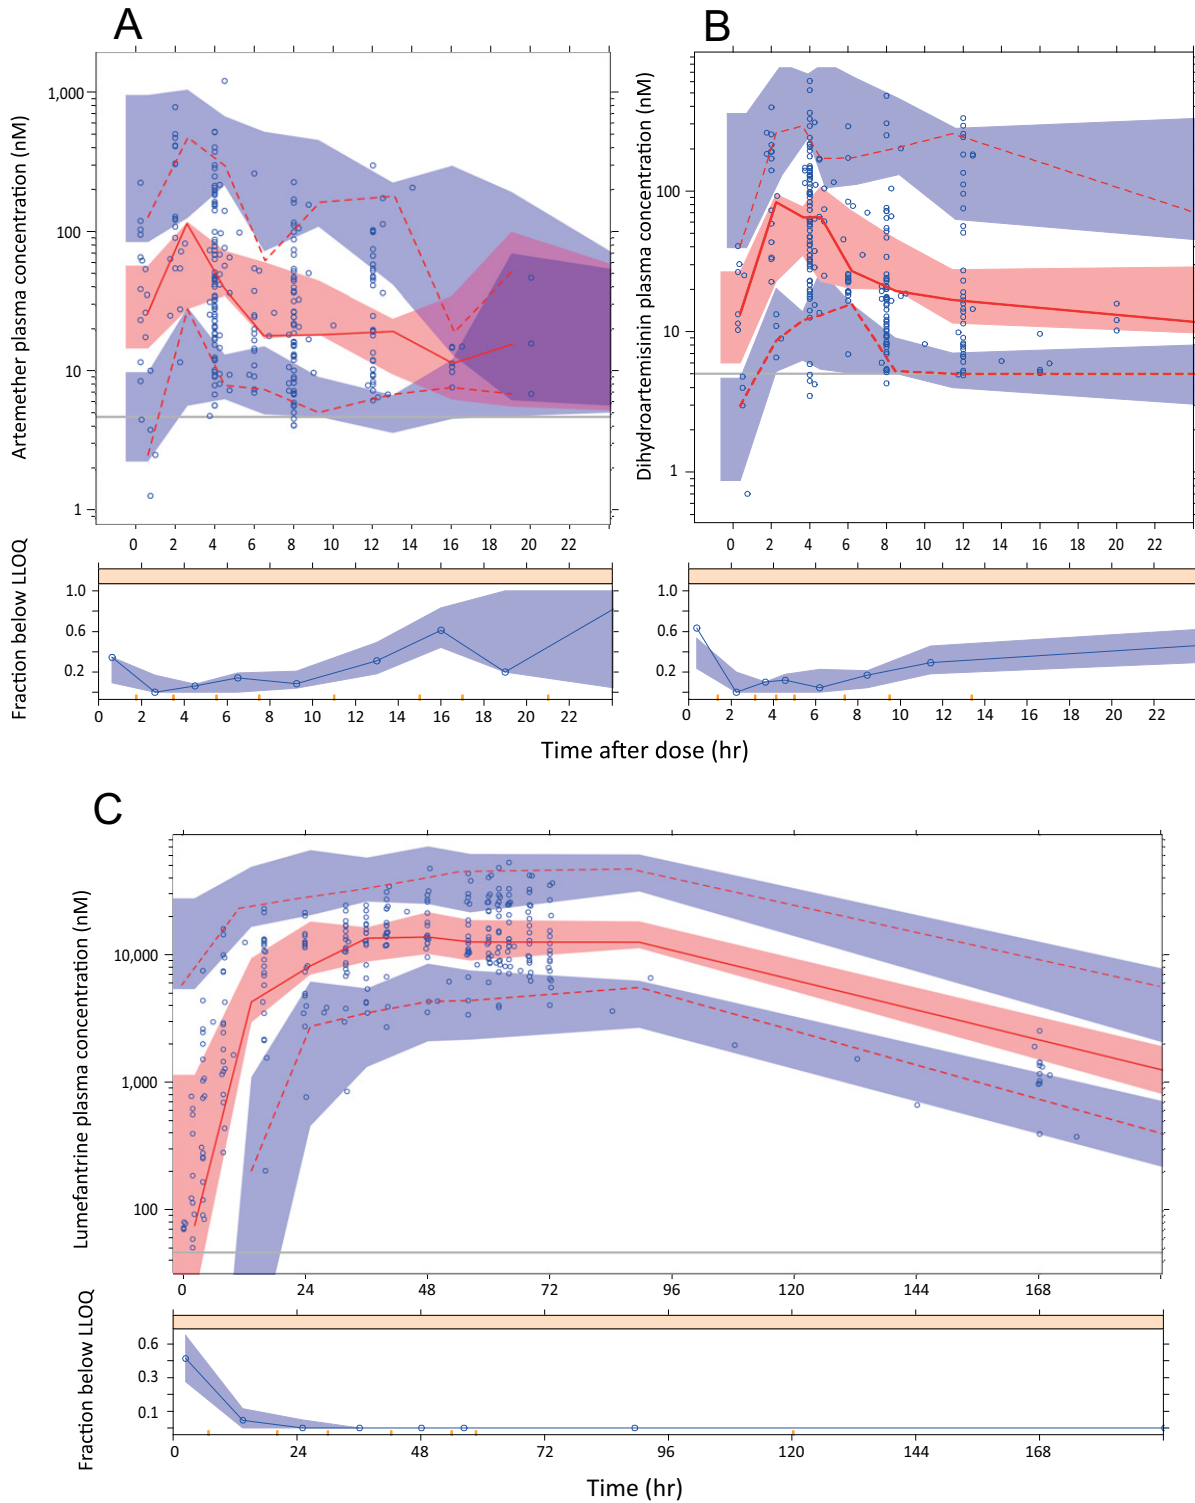 A
B
Artemether plasma concentration (nM)
1,000
100
10
1
0 2 4 6 8 10 12 14 16 18 20 22
Dihydroartemisinin plasma concentration (nM)
100
10
1
0 2 4 6 8 10 12 14 16 18 20 22
Fraction below LLOQ
1.0
0.6
0.2
0 2 4 6 8 10 12 14 16 18 20 22
1.0
0.6
0.2
0 2 4 6 8 10 12 14 16 18 20 22
Time after dose (hr)
C
Lumefantrine plasma concentration (nM)
10,000
1,000
100
0 24 48 72 96 120 144 168
Fraction below LLOQ
0.6
0.3
0.1
0 24 48 72 96 120 144 168
Time (hr)